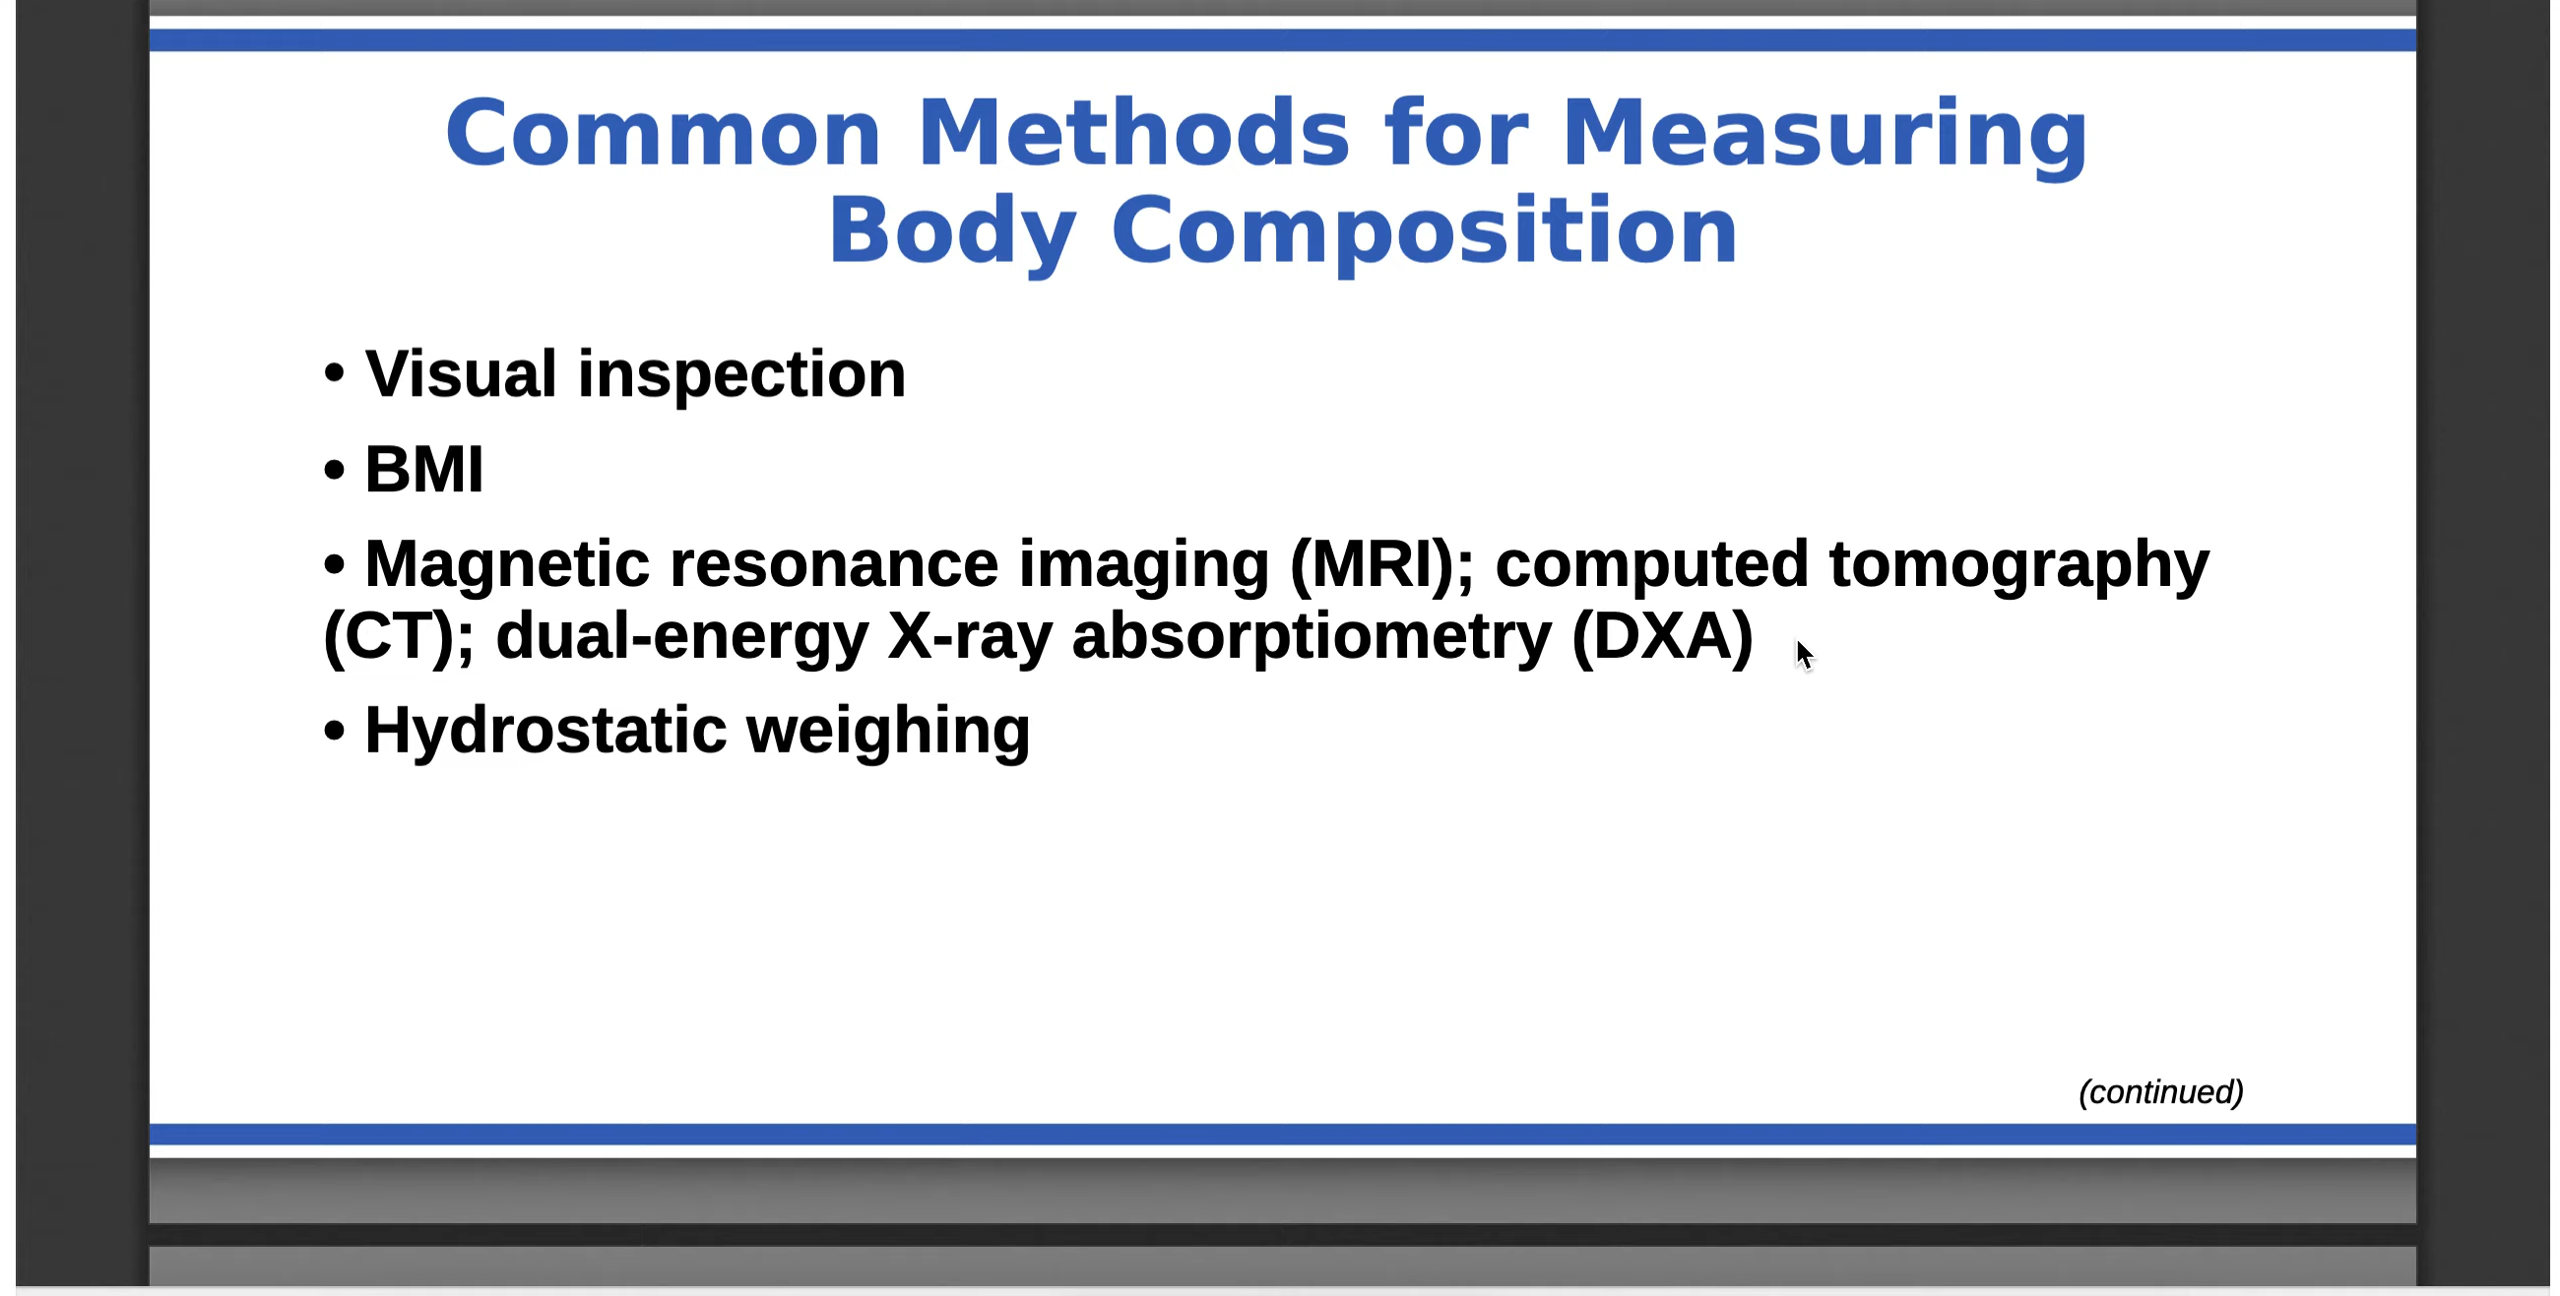 Common Methods for Measuring
Body Composition
• Visual inspection
• BMI
• Magnetic resonance imaging (MRI); computed tomography
(CT); dual-energy X-ray absorptiometry (DXA)
• Hydrostatic weighing
(continued)